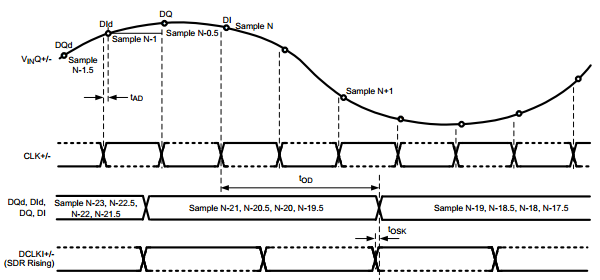 DQ
DI
DId
Sample N
DQd
Sample N-1
Sample N-0.5
VINQ+/-
Sample
N-1.5
Sample N+1
tAD
CLK+/-
tOD
DQd, DId,
DQ, DI
Sample N-23, N-22.5,
N-22, N-21.5
Sample N-21, N-20.5, N-20, N-19.5
Sample N-19, N-18.5, N-18, N-17.5
tOSK
DCLKI+/-
(SDR Rising)